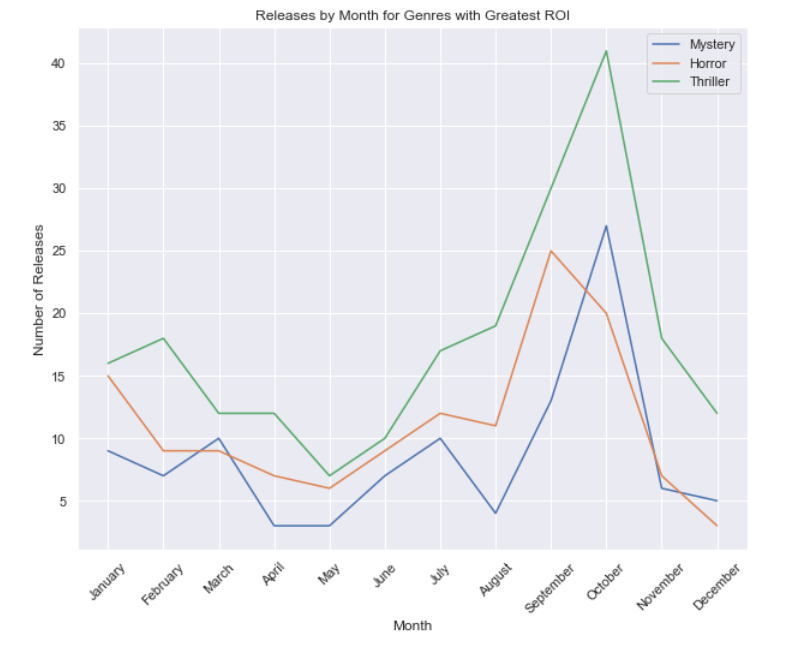 Releases by Month for Genres with Greatest ROI
Mystery
Horror
Thriller
Number of Releases
40
35
30
25
20
15
10
5
January
February
March
April
May
June
July
August
September
October
November
December
Month